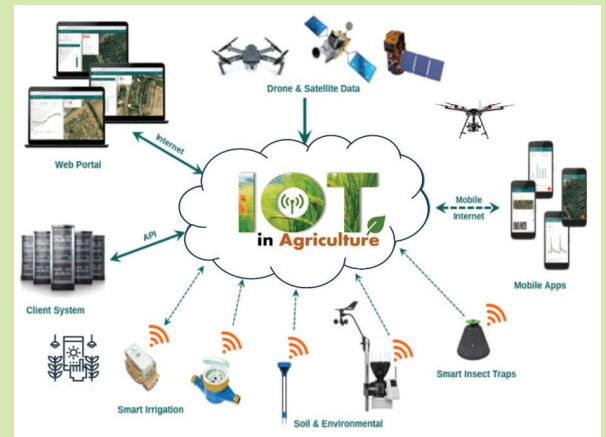 Drone & Satellite Data
Internet
Web Portal
IOT
in Agriculture
Mobile
Internet
API
Mobile Apps
Client System
Smart Insect Traps
Smart Irrigation
Soil & Environmental